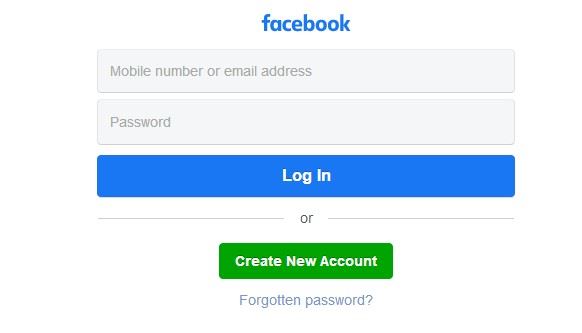 facebook
Mobile number or email address
Password
Log In
or
Create New Account
Forgotten password?